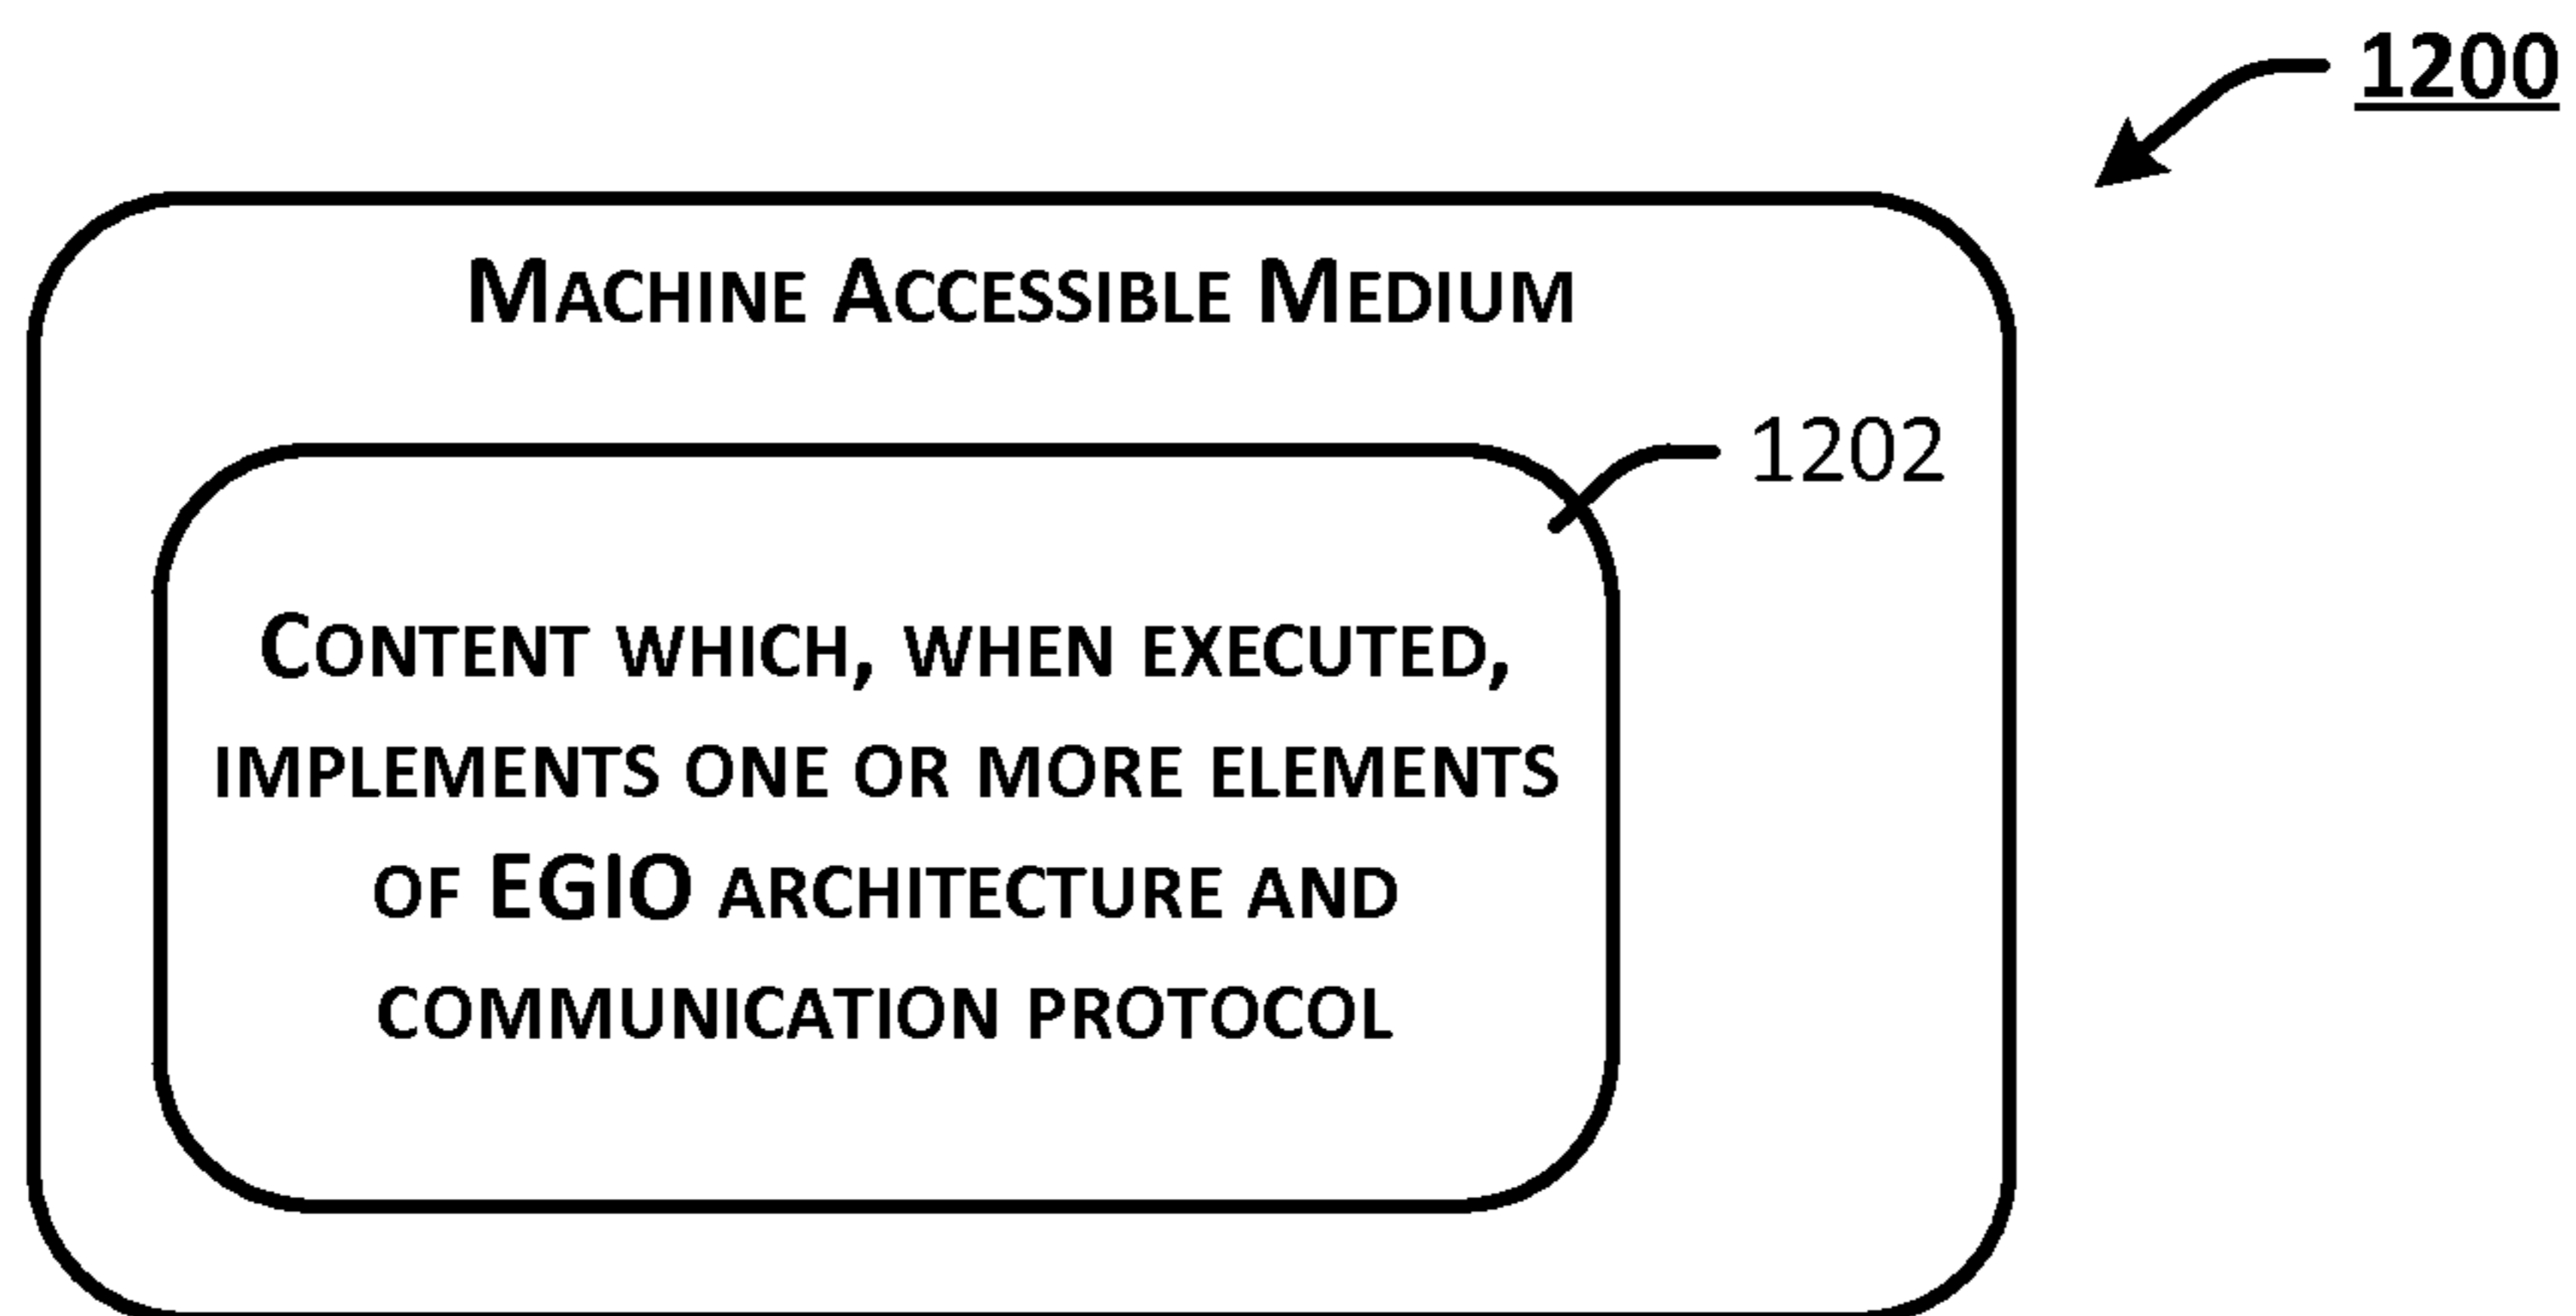 1200
MACHINE ACCESSIBLE MEDIUM
1202
CONTENT WHICH, WHEN EXECUTED,
IMPLEMENTS ONE OR MORE ELEMENTS
OF EGIO ARCHITECTURE AND
COMMUNICATION PROTOCOL